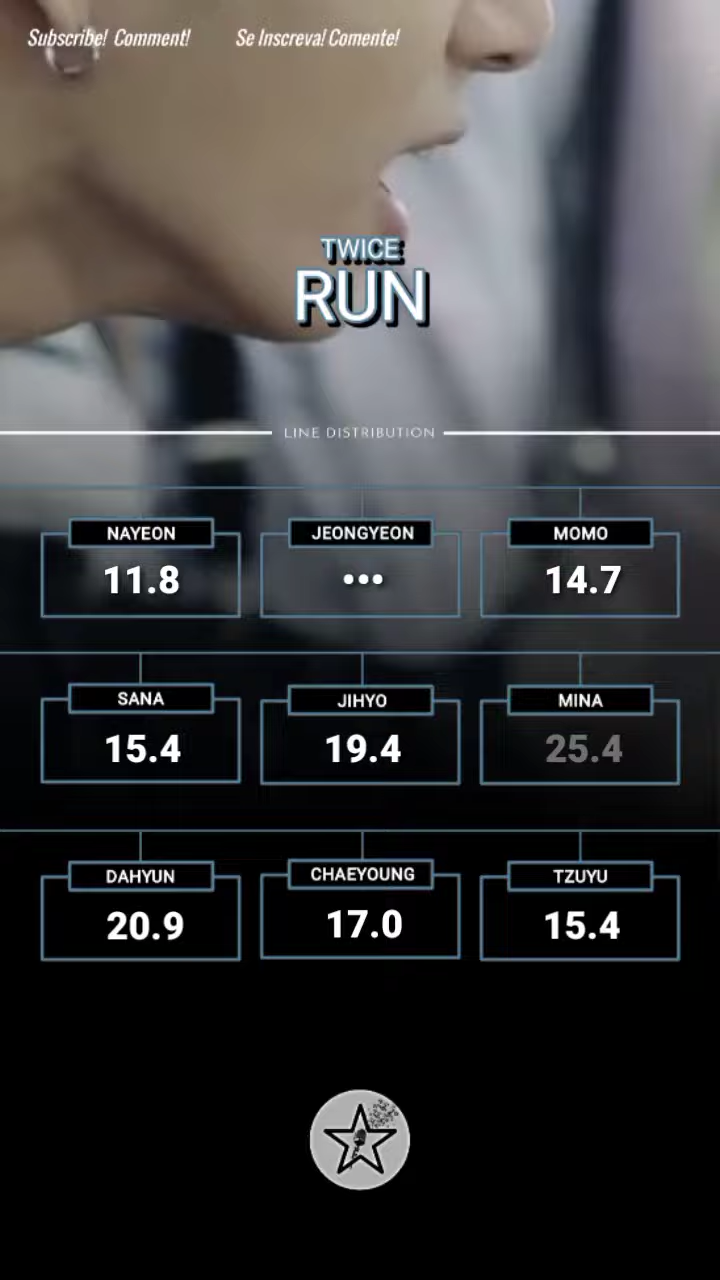 Subscribe! Comment! Se Inscreva! Comente!
TWICE
RUN
LINE DISTRIBUTION
NAYEON JEONGYEON MOMO
11.8 ••• 14.7
SANA JIHYO MINA
15.4 19.4 25.4
DAHYUN CHAEYOUNG TZUYU
20.9 17.0 15.4